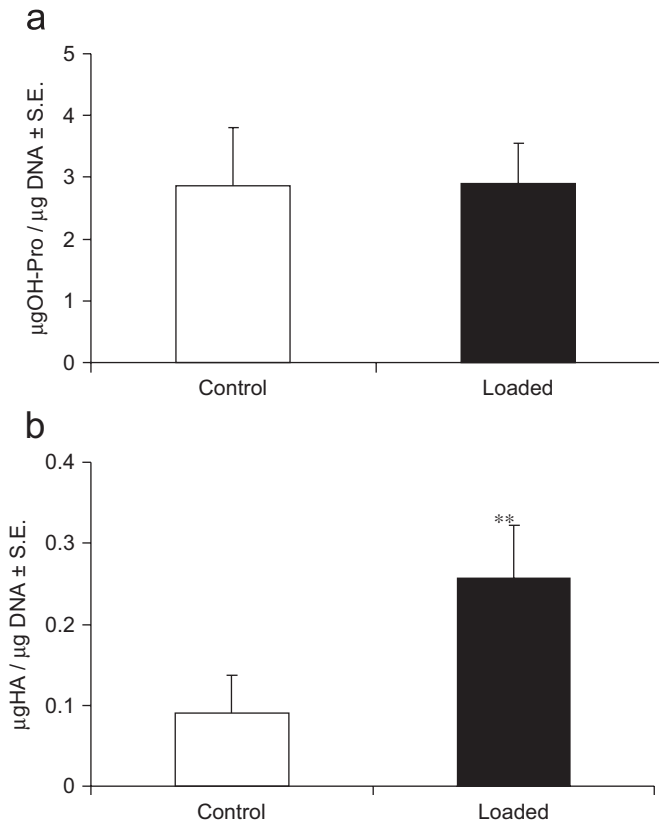 a
µgOH-Pro / µg DNA ± S.E.
5
4
3
2
1
0
Control Loaded
b
µgHA / µg DNA ± S.E.
0.4
0.3
0.2
0.1
0
**
Control Loaded